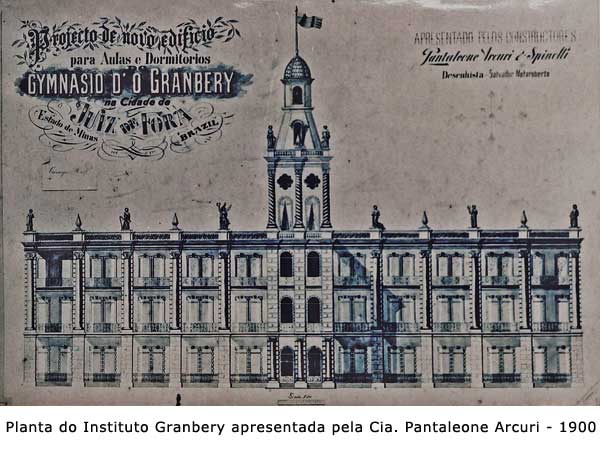 Projecto de novo edificio
para Aulas e Dormitorios
GYMNASIO D' O GRANBERY
na Cidade de
JUIZ DE FORA
Estado de Minas BRAZIL
APRESENTADO PELOS CONSTRUCTORES
Pantaleone Arcuri & Spinelli
Desenhista Salvador Notaroberto
Planta do Instituto Granbery apresentada pela Cia. Pantaleone Arcuri - 1900